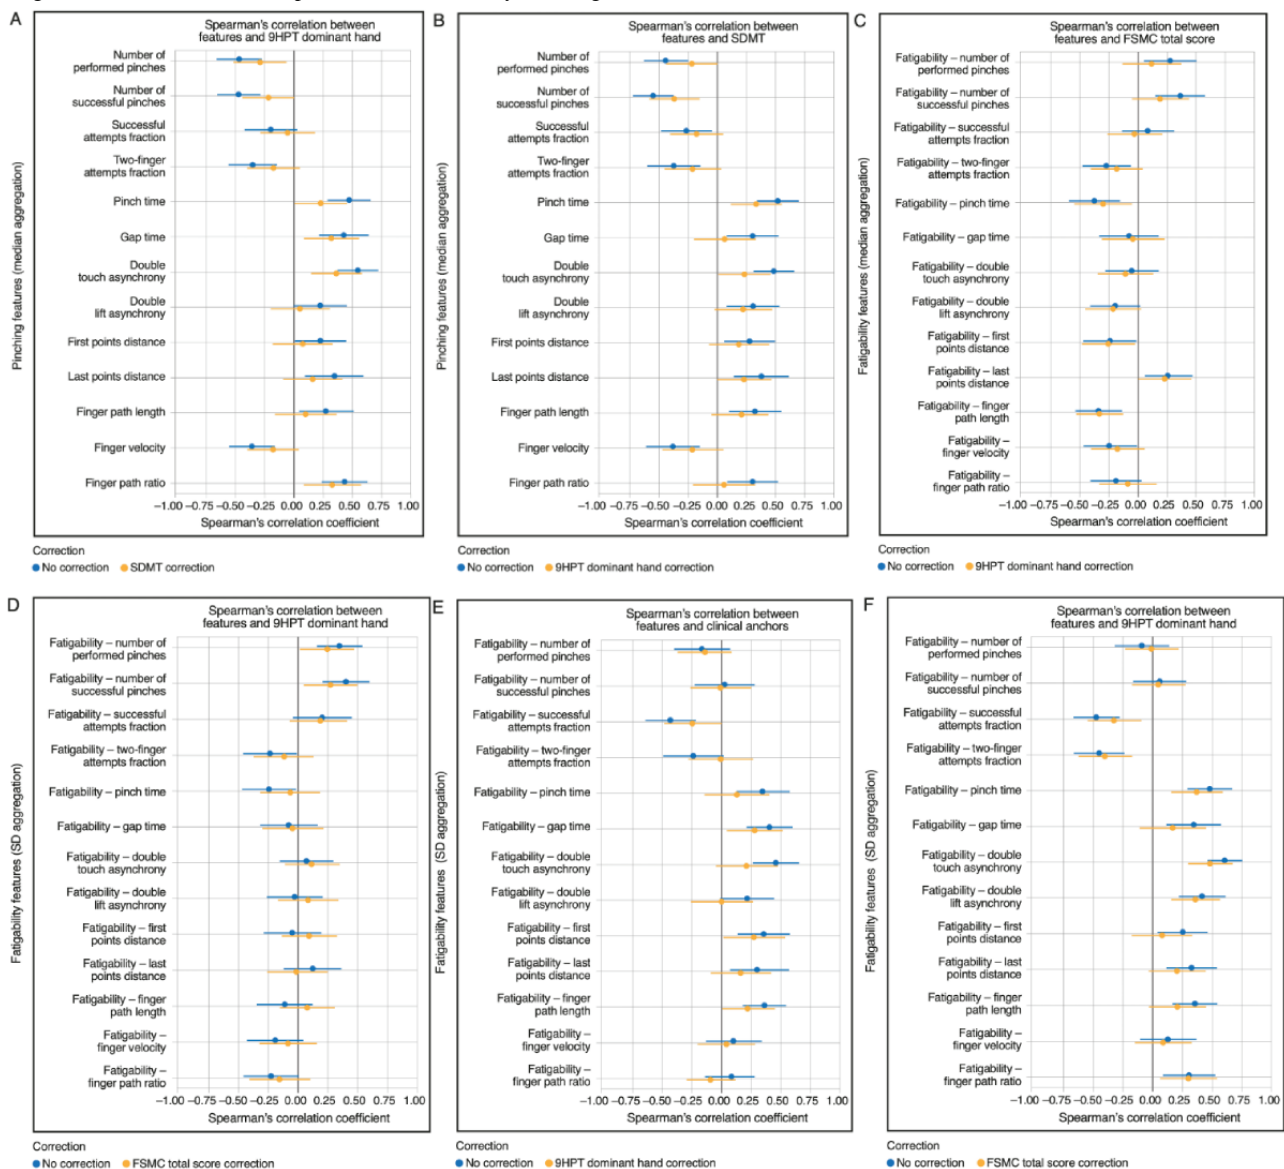 A
Spearman's correlation between
features and 9HPT dominant hand
Pinching features (median aggregation)
Number of
performed pinches
Number of
successful pinches
Successful
attempts fraction
Two-finger
attempts fraction
Pinch time
Gap time
Double
touch asynchrony
Double
lift asynchrony
First points distance
Last points distance
Finger path length
Finger velocity
Finger path ratio
−1.00 −0.75 −0.50 −0.25 0.00 0.25 0.50 0.75 1.00
Spearman's correlation coefficient
Correction
No correction SDMT correction
B
Spearman's correlation between
features and SDMT
Pinching features (median aggregation)
Number of
performed pinches
Number of
successful pinches
Successful
attempts fraction
Two-finger
attempts fraction
Pinch time
Gap time
Double
touch asynchrony
Double
lift asynchrony
First points distance
Last points distance
Finger path length
Finger velocity
Finger path ratio
−1.00 −0.75 −0.50 −0.25 0.00 0.25 0.50 0.75 1.00
Spearman's correlation coefficient
Correction
No correction 9HPT dominant hand correction
C
Spearman's correlation between
features and FSMC total score
Fatigability features (median aggregation)
Fatigability – number of
performed pinches
Fatigability – number of
successful pinches
Fatigability – successful
attempts fraction
Fatigability – two-finger
attempts fraction
Fatigability – pinch time
Fatigability – gap time
Fatigability – double
touch asynchrony
Fatigability – double
lift asynchrony
Fatigability – first
points distance
Fatigability – last
points distance
Fatigability – finger
path length
Fatigability –
finger velocity
Fatigability –
finger path ratio
−1.00 −0.75 −0.50 −0.25 0.00 0.25 0.50 0.75 1.00
Spearman's correlation coefficient
Correction
No correction 9HPT dominant hand correction
D
Spearman's correlation between
features and 9HPT dominant hand
Fatigability features (SD aggregation)
Fatigability – number of
performed pinches
Fatigability – number of
successful pinches
Fatigability – successful
attempts fraction
Fatigability – two-finger
attempts fraction
Fatigability – pinch time
Fatigability – gap time
Fatigability – double
touch asynchrony
Fatigability – double
lift asynchrony
Fatigability – first
points distance
Fatigability – last
points distance
Fatigability – finger
path length
Fatigability –
finger velocity
Fatigability –
finger path ratio
−1.00 −0.75 −0.50 −0.25 0.00 0.25 0.50 0.75 1.00
Spearman's correlation coefficient
Correction
No correction FSMC total score correction
E
Spearman's correlation between
features and clinical anchors
Fatigability features (SD aggregation)
Fatigability – number of
performed pinches
Fatigability – number of
successful pinches
Fatigability – successful
attempts fraction
Fatigability – two-finger
attempts fraction
Fatigability – pinch time
Fatigability – gap time
Fatigability – double
touch asynchrony
Fatigability – double
lift asynchrony
Fatigability – first
points distance
Fatigability – last
points distance
Fatigability – finger
path length
Fatigability –
finger velocity
Fatigability –
finger path ratio
−1.00 −0.75 −0.50 −0.25 0.00 0.25 0.50 0.75 1.00
Spearman's correlation coefficient
Correction
No correction 9HPT dominant hand correction
F
Spearman's correlation between
features and 9HPT dominant hand
Fatigability features (SD aggregation)
Fatigability – number of
performed pinches
Fatigability – number of
successful pinches
Fatigability – successful
attempts fraction
Fatigability – two-finger
attempts fraction
Fatigability – pinch time
Fatigability – gap time
Fatigability – double
touch asynchrony
Fatigability – double
lift asynchrony
Fatigability – first
points distance
Fatigability – last
points distance
Fatigability – finger
path length
Fatigability –
finger velocity
Fatigability –
finger path ratio
−1.00 −0.75 −0.50 −0.25 0.00 0.25 0.50 0.75 1.00
Spearman's correlation coefficient
Correction
No correction FSMC total score correction